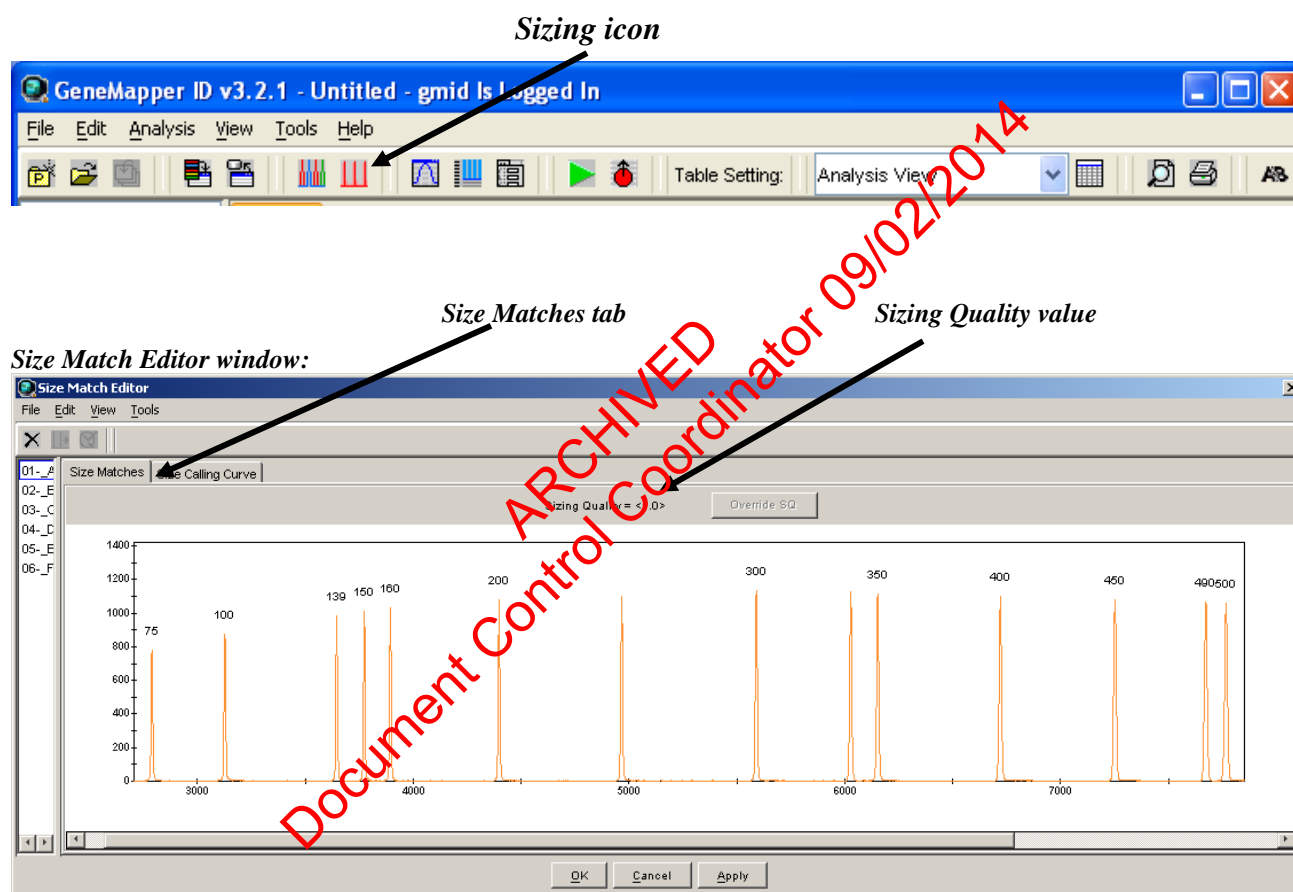 Sizing icon
GeneMapper ID v3.2.1 - Untitled - gmid Is Logged In
File Edit Analysis View Tools Help
Table Setting: Analysis View
AB
Size Matches tab
Sizing Quality value
Size Match Editor window:
Size Match Editor
File Edit View Tools
01-_A
02-_E
03-_C
04-_D
05-_E
06-_F
Size Matches
Size Calling Curve
Sizing Quality =
Override SQ
1400
1200
1000
800
600
400
200
0
75
100
139
150
160
200
300
350
400
450
490
500
3000
4000
5000
6000
7000
OK Cancel Apply
ARCHIVED
Document Control Coordinator 09/02/2014